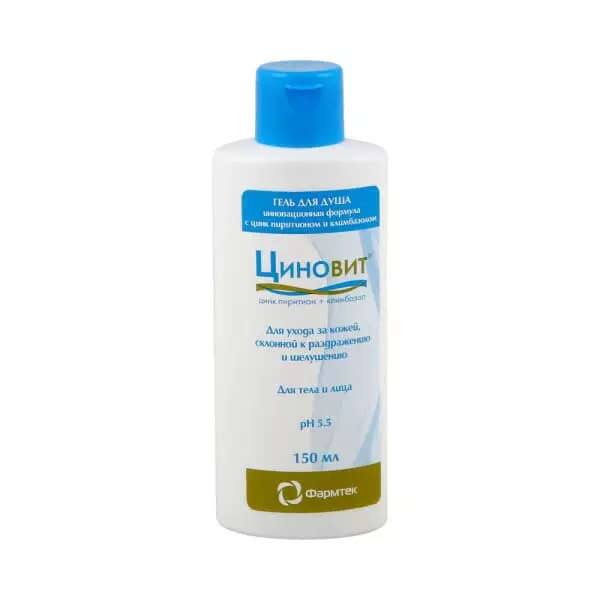 ГЕЛЬ ДЛЯ ДУША
инновационная формула
с цинк пиритионом и климбазолом
ЦИНОВИТ®
цинк пиритион + климбазол
Для ухода за кожей,
склонной к раздражению
и шелушению
Для тела и лица
pH 5.5
150 мл
Фармтек